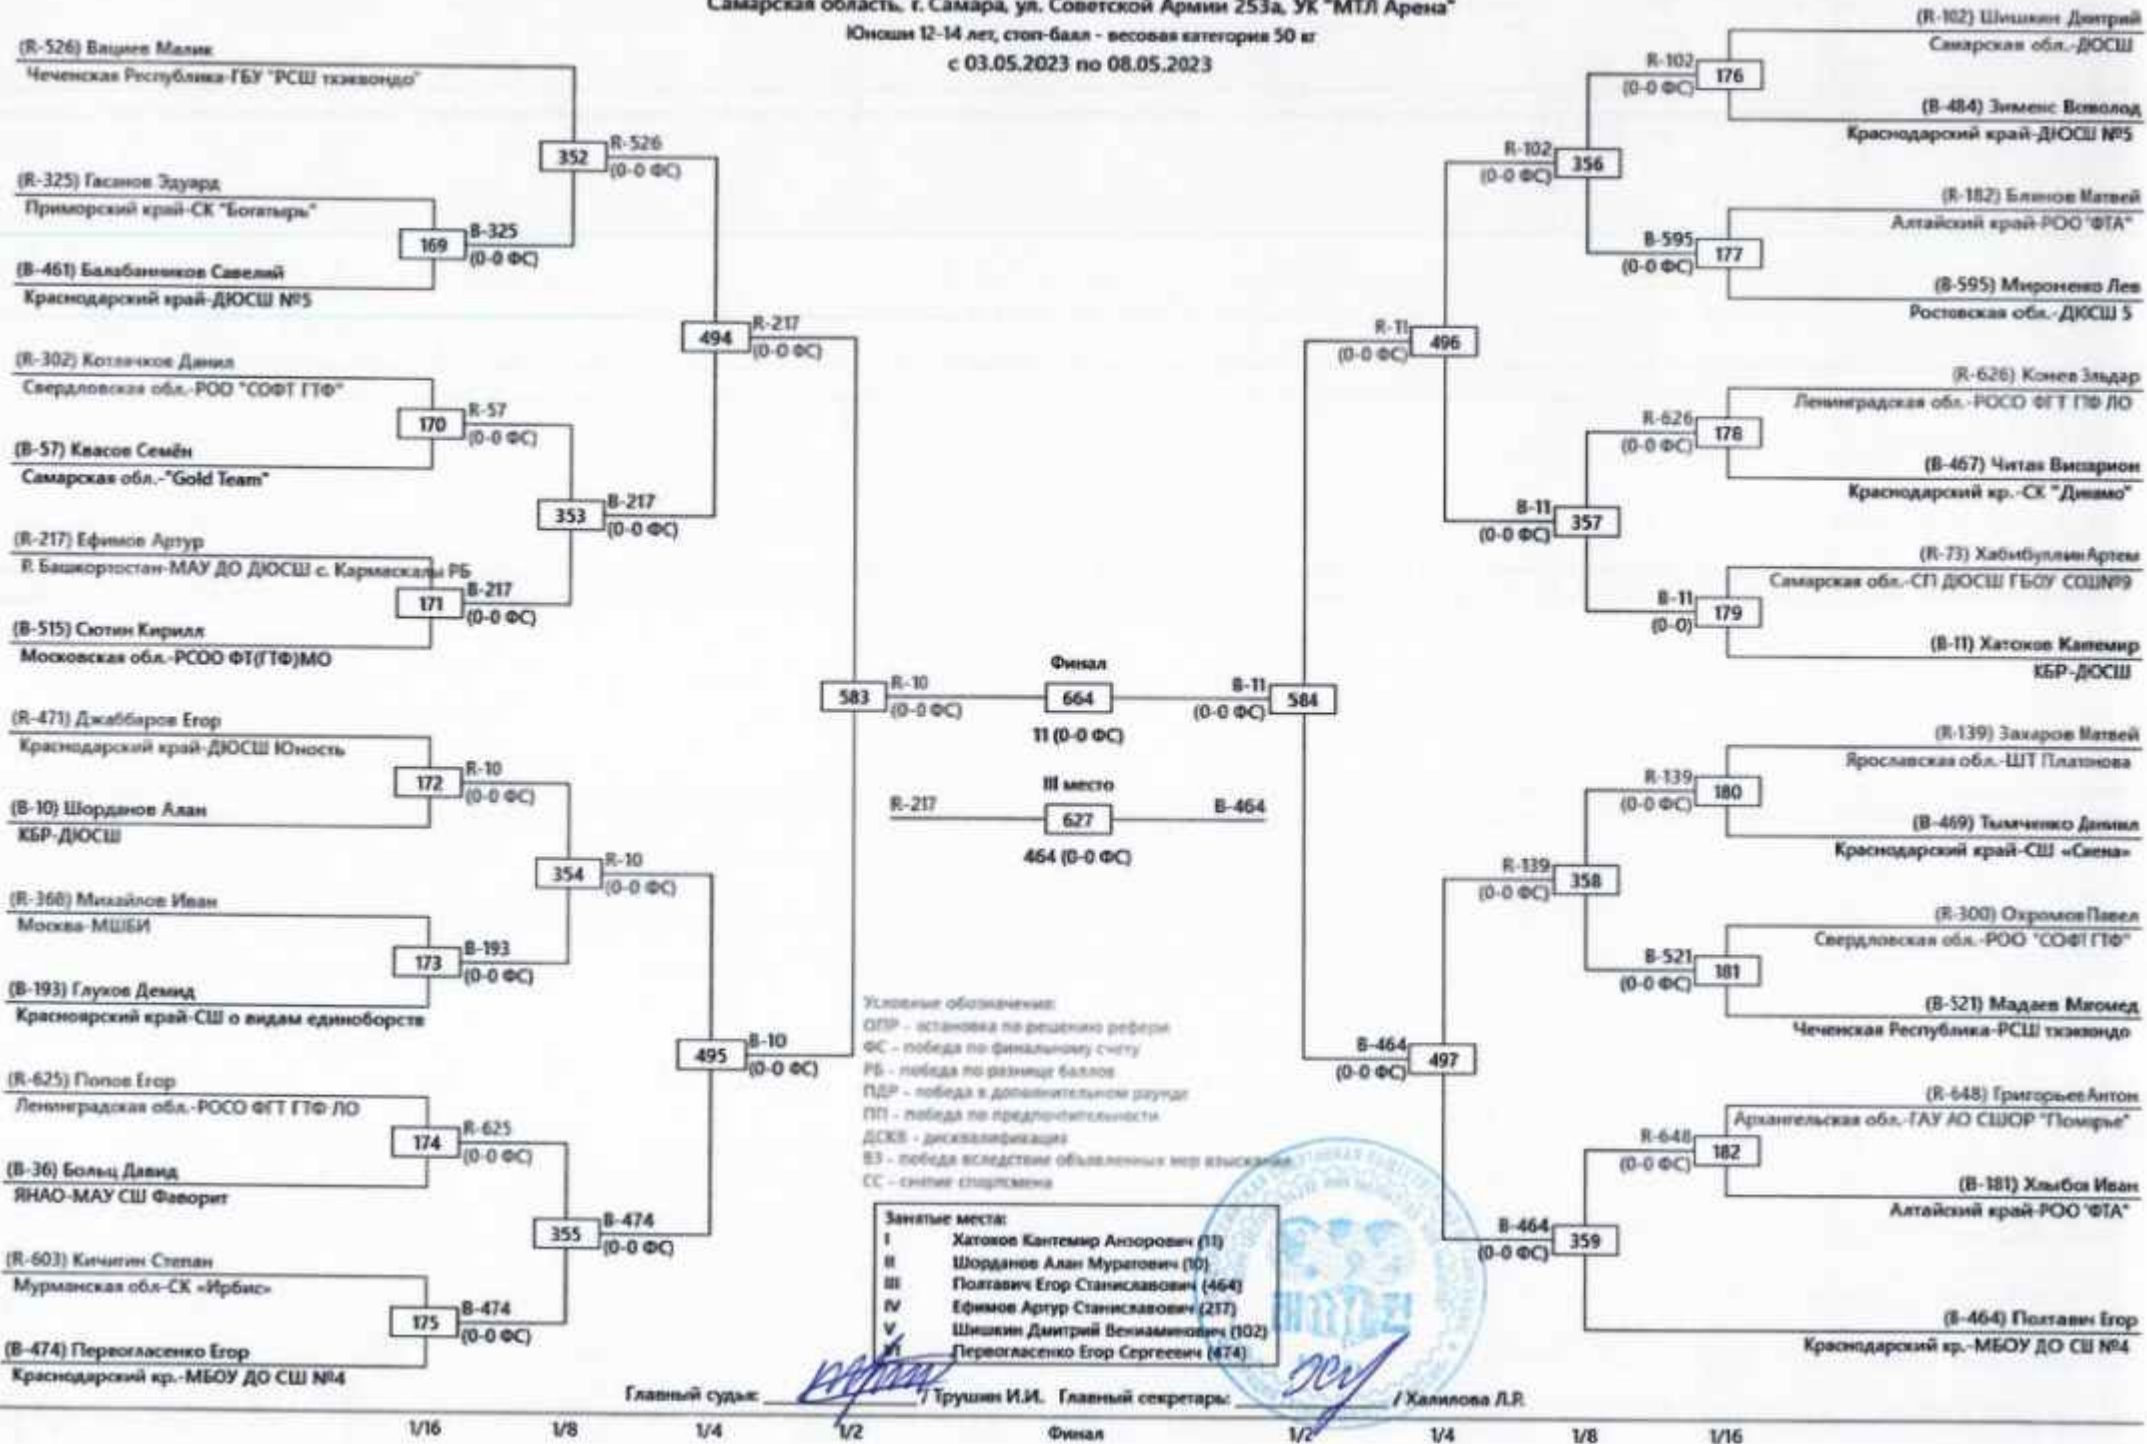 Самарская область, г. Самара, ул. Советской Армии 253а, УК "МТЛ Арена"
Юноши 12-14 лет, стоп-балл - весовая категория 50 кг
с 03.05.2023 по 08.05.2023
(R-526) Вациев Малик
Чеченская Республика-ГБУ "РСШ тхэквондо"
352
R-526
(0-0 ФС)
(R-325) Гасанов Эдуард
Приморский край-СК "Богатырь"
169
B-325
(0-0 ФС)
(B-461) Балабанников Савелий
Краснодарский край-ДЮСШ №5
494
R-217
(0-0 ФС)
(R-302) Котлячков Данил
Свердловская обл.-РОО "СОФТ ГТФ"
170
R-57
(0-0 ФС)
(B-57) Квасов Семён
Самарская обл.-"Gold Team"
353
B-217
(0-0 ФС)
(R-217) Ефимов Артур
Р. Башкортостан-МАУ ДО ДЮСШ с. Кармаскалы РБ
171
B-217
(0-0 ФС)
(B-515) Сютин Кирилл
Московская обл.-РСОО ФТ(ГТФ)МО
583
R-10
(0-0 ФС)
(R-471) Джаббаров Егор
Краснодарский край-ДЮСШ Юность
172
R-10
(0-0 ФС)
(B-10) Шорданов Алан
КБР-ДЮСШ
354
R-10
(0-0 ФС)
(R-368) Михайлов Иван
Москва-МШБИ
173
B-193
(0-0 ФС)
(B-193) Глухов Демид
Красноярский край-СШ о видам единоборств
495
B-10
(0-0 ФС)
(R-625) Попов Егор
Ленинградская обл.-РОСО ФГТ ГТФ ЛО
174
R-625
(0-0 ФС)
(B-36) Больц Давид
ЯНАО-МАУ СШ Фаворит
355
B-474
(0-0 ФС)
(R-603) Кичигин Степан
Мурманская обл-СК «Ирбис»
175
B-474
(0-0 ФС)
(B-474) Первогласенко Егор
Краснодарский кр.-МБОУ ДО СШ №4
Финал
664
11 (0-0 ФС)
III место
R-217
627
B-464
464 (0-0 ФС)
(R-102) Шишкин Дмитрий
Самарская обл.-ДЮСШ
R-102
(0-0 ФС)
176
(B-484) Зименс Всеволод
Краснодарский край-ДЮСШ №5
R-102
(0-0 ФС)
356
(R-182) Блинов Матвей
Алтайский край-РОО "ФТА"
B-595
(0-0 ФС)
177
(B-595) Мироненко Лев
Ростовская обл.-ДЮСШ 5
R-11
(0-0 ФС)
496
(R-626) Конев Эльдар
Ленинградская обл.-РОСО ФГТ ГТФ ЛО
R-626
(0-0 ФС)
178
(B-467) Читая Висарион
Краснодарский кр.-СК "Динамо"
B-11
(0-0 ФС)
357
(R-73) Хабибуллин Артем
Самарская обл.-СП ДЮСШ ГБОУ СОШ№9
B-11
(0-0)
179
(B-11) Хатоков Кантемир
КБР-ДЮСШ
B-11
(0-0 ФС)
584
(R-139) Захаров Матвей
Ярославская обл.-ШТ Платонова
R-139
(0-0 ФС)
180
(B-469) Тымченко Даниил
Краснодарский край-СШ
R-139
(0-0 ФС)
358
(R-300) Охромов Павел
Свердловская обл.-РОО "СОФТ ГТФ"
B-521
(0-0 ФС)
181
(B-521) Мадаев Магомед
Чеченская Республика-РСШ тхэквондо
B-464
(0-0 ФС)
497
(R-648) Григорьев Антон
Архангельская обл.-ГАУ АО СШОР "Поморье"
R-648
(0-0 ФС)
182
(B-181) Хлыбов Иван
Алтайский край-РОО "ФТА"
B-464
(0-0 ФС)
359
(B-464) Полтавич Егор
Краснодарский кр.-МБОУ ДО СШ №4
Условные обозначения:
ОПР - остановка по решению рефери
ФС - победа по финальному счету
РБ - победа по разнице баллов
ПДР - победа в дополнительном раунде
ПП - победа по предпочтительности
ДСКВ - дисквалификация
ВЗ - победа вследствие объявленных мер взыскания
СС - снятие спортсмена
Занятые места:
I Хатоков Кантемир Анзорович (11)
II Шорданов Алан Муратович (10)
III Полтавич Егор Станиславович (464)
IV Ефимов Артур Станиславович (217)
V Шишкин Дмитрий Вениаминович (102)
VI Первогласенко Егор Сергеевич (474)
Главный судья: / Трушин И.И. Главный секретарь: / Халилова Л.Р.
1/16 1/8 1/4 1/2 Финал 1/2 1/4 1/8 1/16